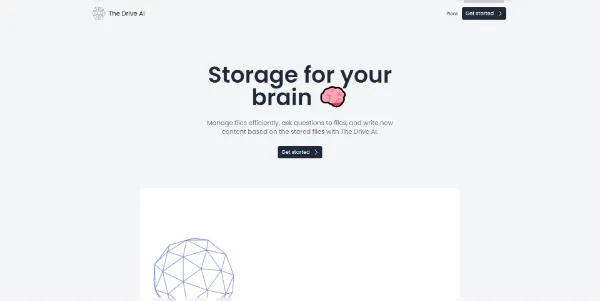 The Drive AI
Plans
Get started
Storage for your
brain
Manage files efficiently, ask questions to files, and write new
content based on the stored files with The Drive AI.
Get started